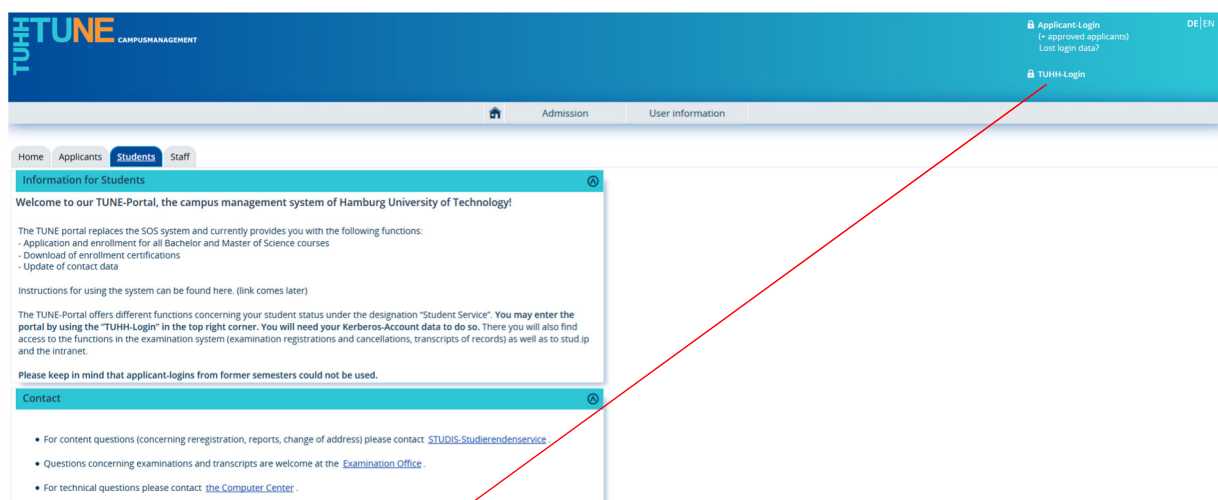 TUHH
TUNE CAMPUSMANAGEMENT
Applicant-Login
(+ approved applicants)
Lost login data?
TUHH-Login
DE|EN
Admission User information
Home Applicants Students Staff
Information for Students
Welcome to our TUNE-Portal, the campus management system of Hamburg University of Technology!
The TUNE portal replaces the SOS system and currently provides you with the following functions:
- Application and enrollment for all Bachelor and Master of Science courses
- Download of enrollment certifications
- Update of contact data
Instructions for using the system can be found here. (link comes later)
The TUNE-Portal offers different functions concerning your student status under the designation "Student Service". You may enter the
portal by using the "TUHH-Login" in the top right corner. You will need your Kerberos-Account data to do so. There you will also find
access to the functions in the examination system (examination registrations and cancellations, transcripts of records) as well as to stud.ip
and the intranet.
Please keep in mind that applicant-logins from former semesters could not be used.
Contact
• For content questions (concerning reregistration, reports, change of address) please contact STUDIS-Studierendenservice .
• Questions concerning examinations and transcripts are welcome at the Examination Office .
• For technical questions please contact the Computer Center .